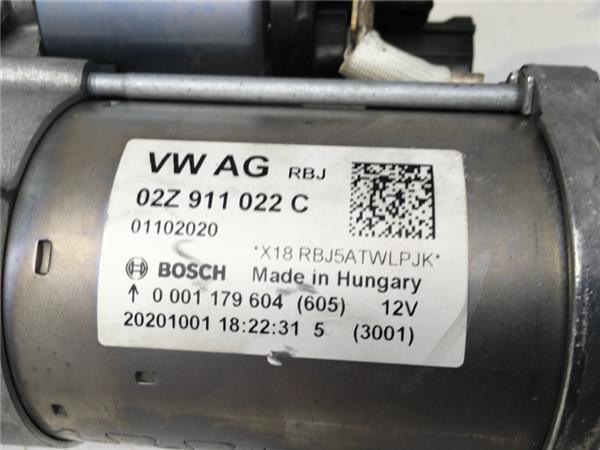 VW AG RBJ
02Z 911 022 C
01102020
*X18 RBJ5ATWLPJK*
BOSCH Made in Hungary
↑ 0 001 179 604 (605) 12V
20201001 18:22:31 5 (3001)